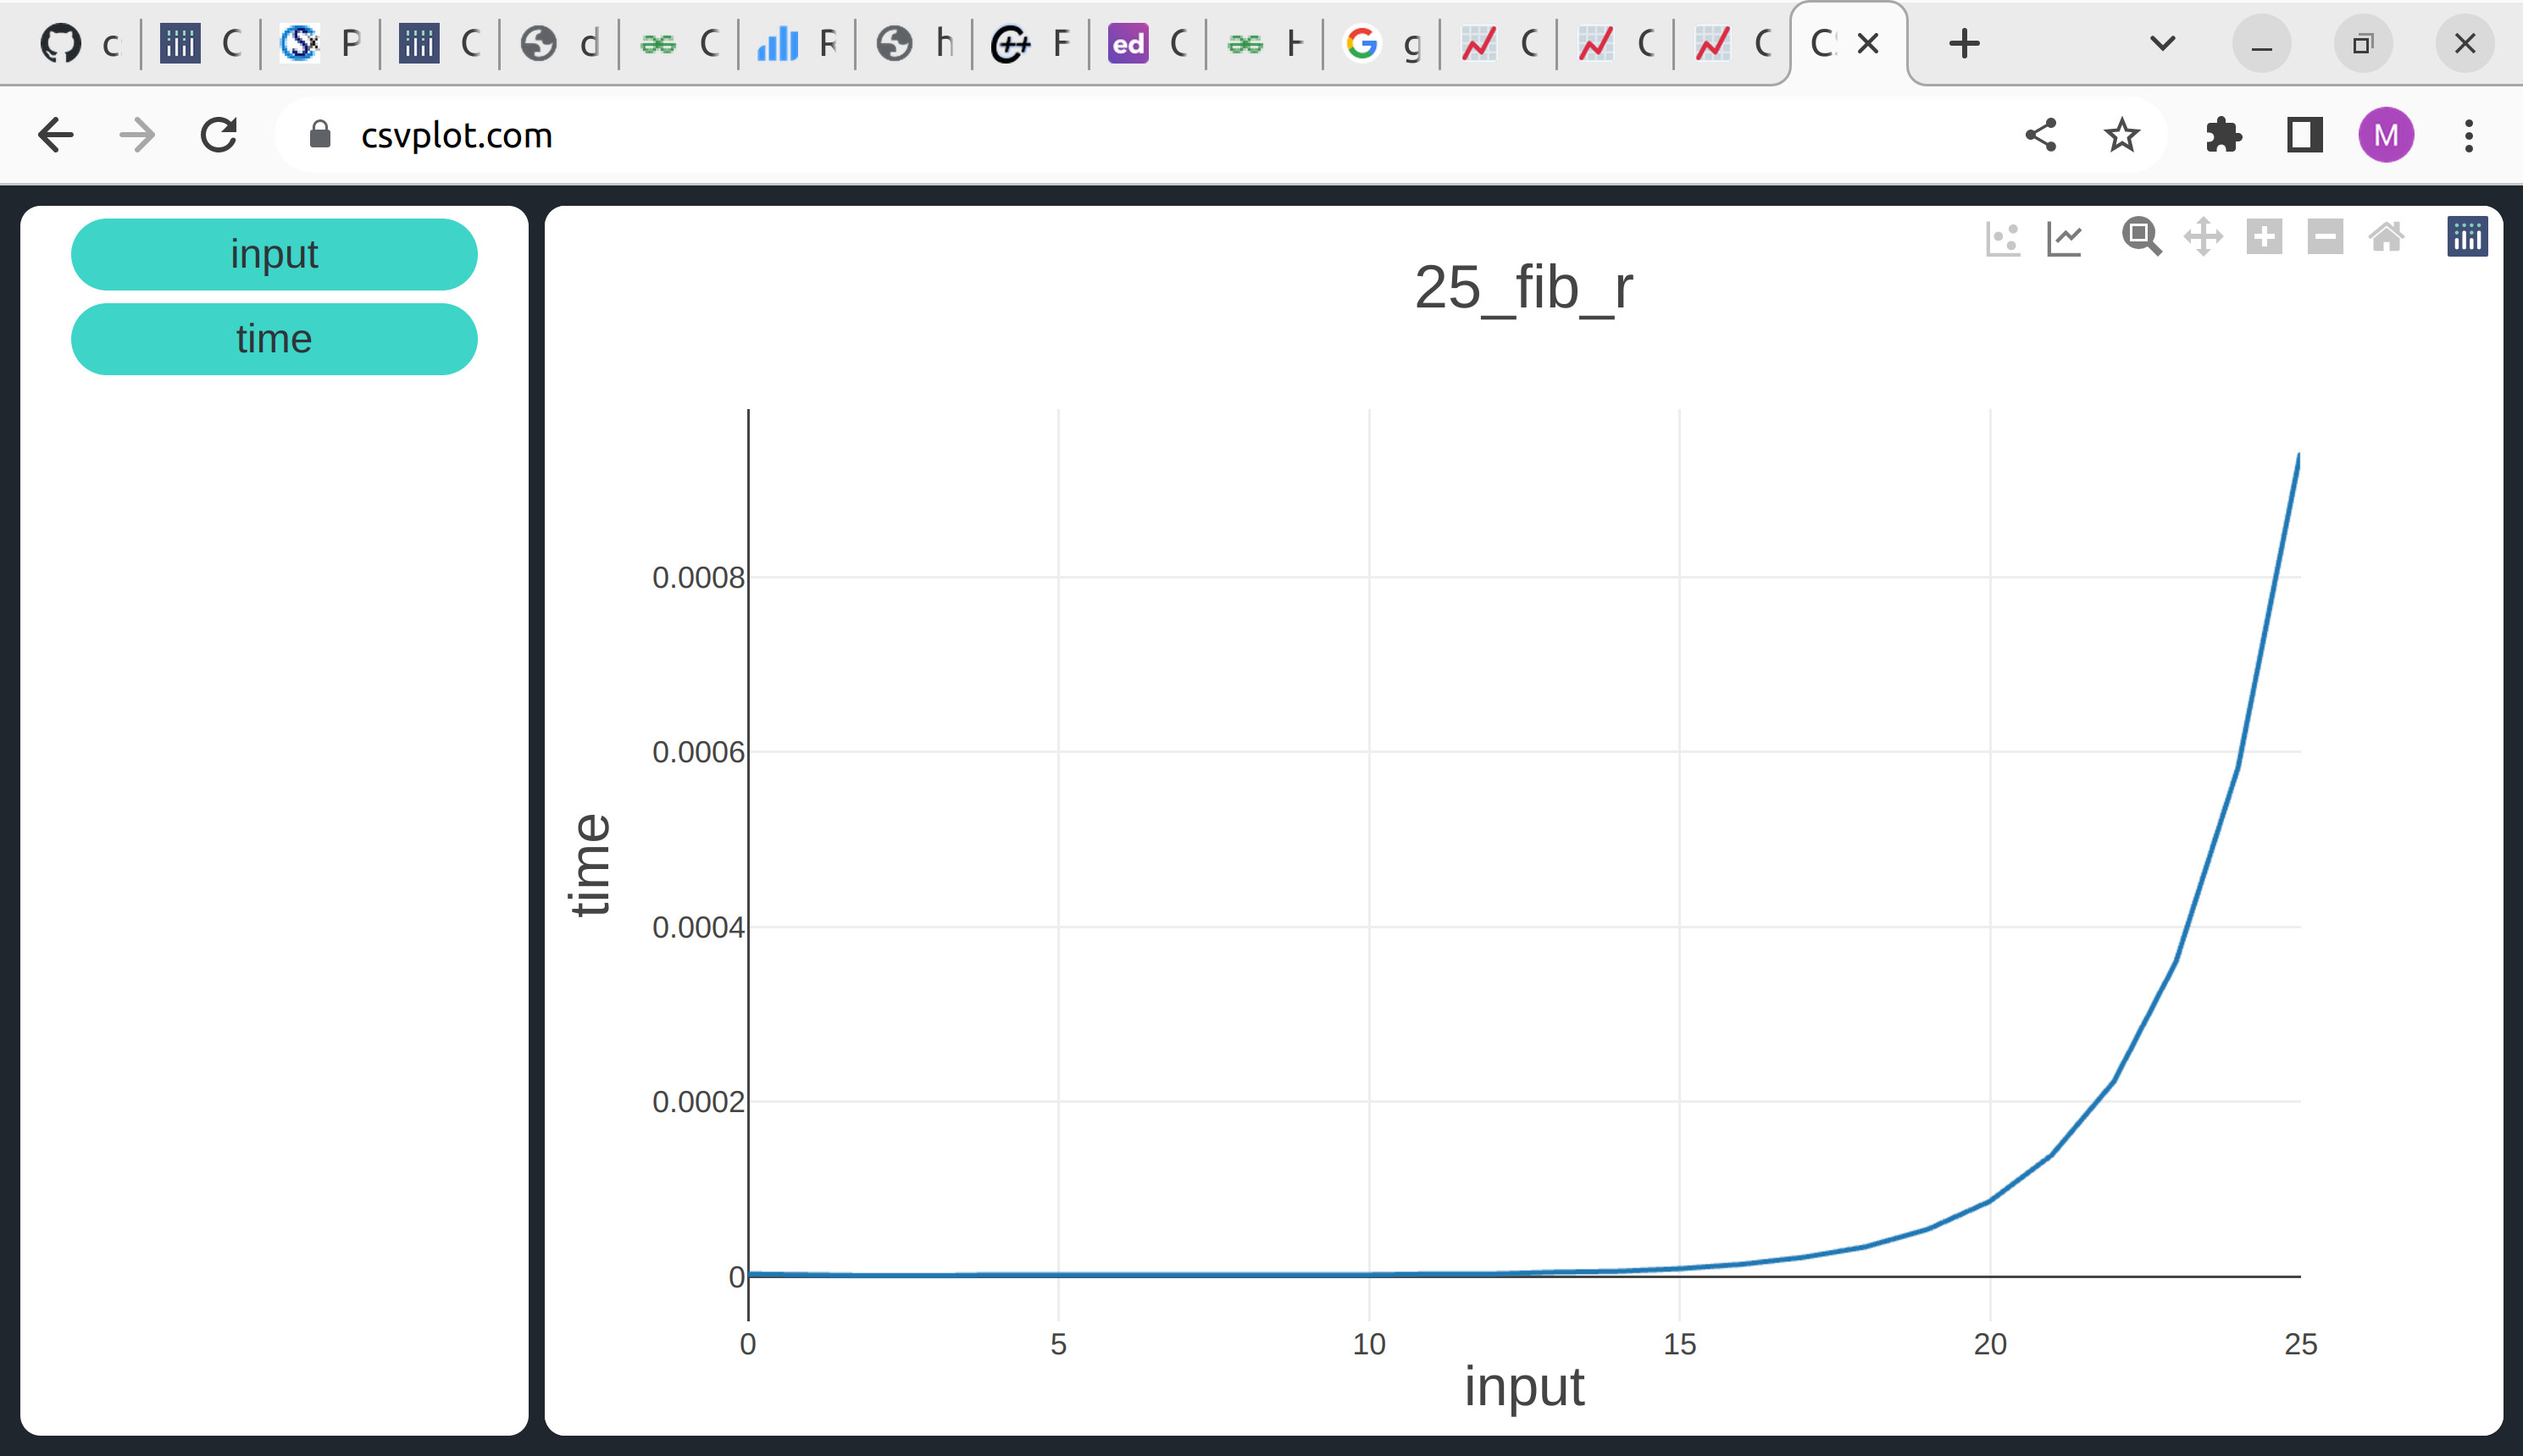 c C P C d C R h C++ F ed C H G g C C C C
csvplot.com M
input
time
25_fib_r
0.0008
0.0006
0.0004
0.0002
0
time
0 5 10 15 20 25
input